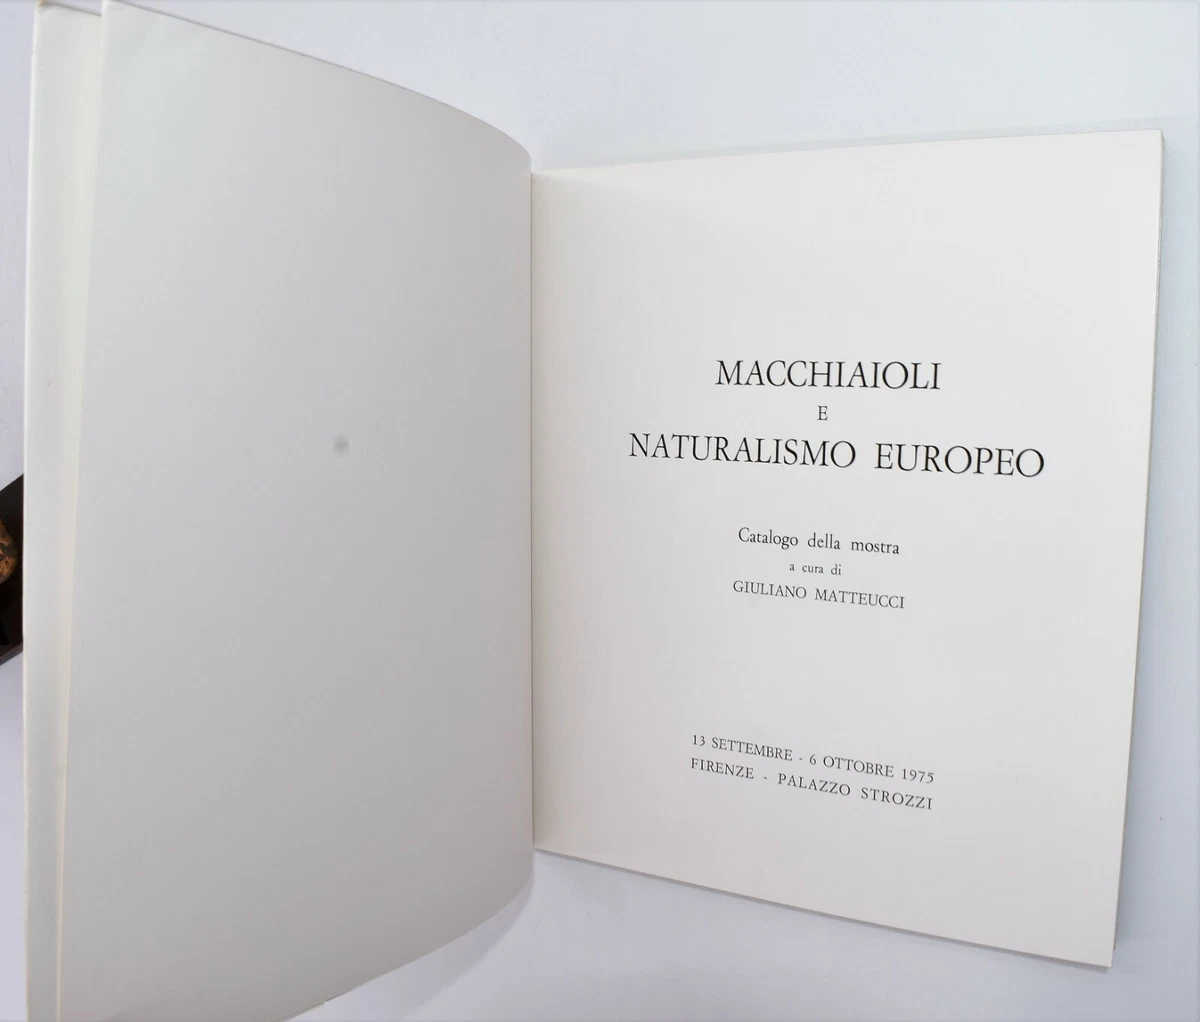 MACCHIAIOLI
E
NATURALISMO EUROPEO
Catalogo della mostra
a cura di
GIULIANO MATTEUCCI
13 SETTEMBRE - 6 OTTOBRE 1975
FIRENZE - PALAZZO STROZZI